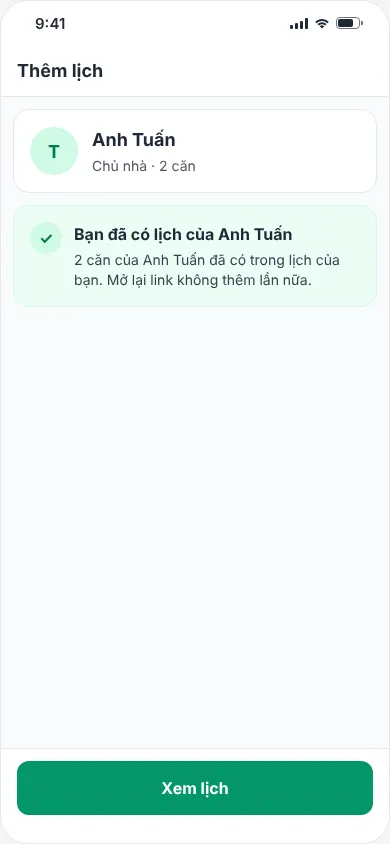 9:41
Thêm lịch
T
Anh Tuấn
Chủ nhà · 2 căn
Bạn đã có lịch của Anh Tuấn
2 căn của Anh Tuấn đã có trong lịch của
bạn. Mở lại link không thêm lần nữa.
Xem lịch